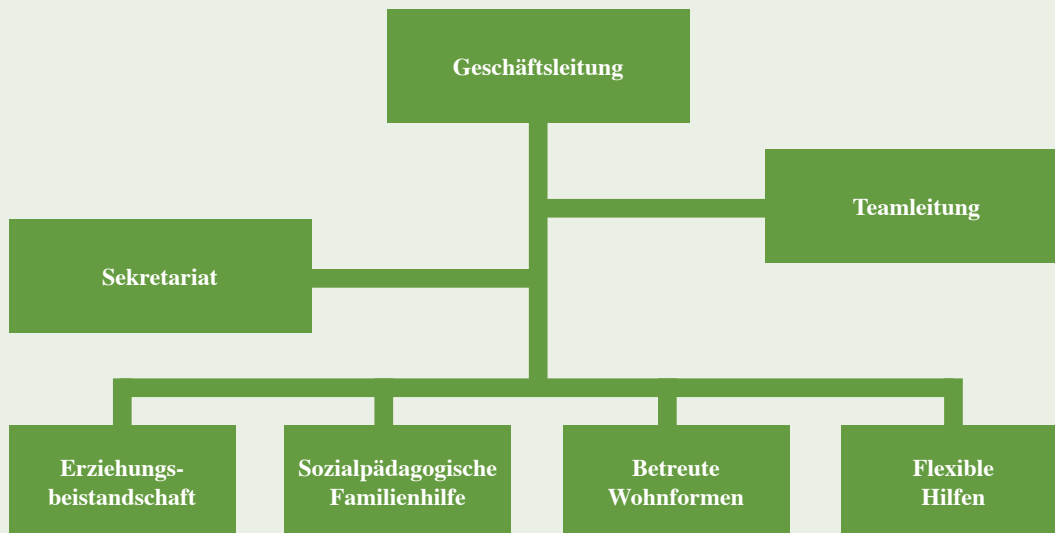 Geschäftsleitung
Teamleitung
Sekretariat
Erziehungs-
beistandschaft
Sozialpädagogische
Familienhilfe
Betreute
Wohnformen
Flexible
Hilfen